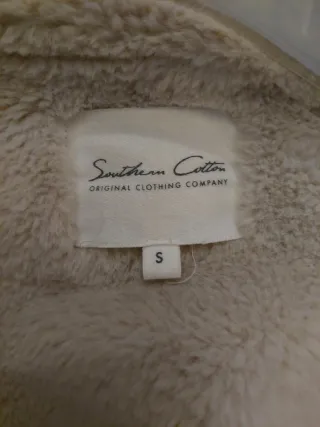 Southern Cotton
ORIGINAL CLOTHING COMPANY
S